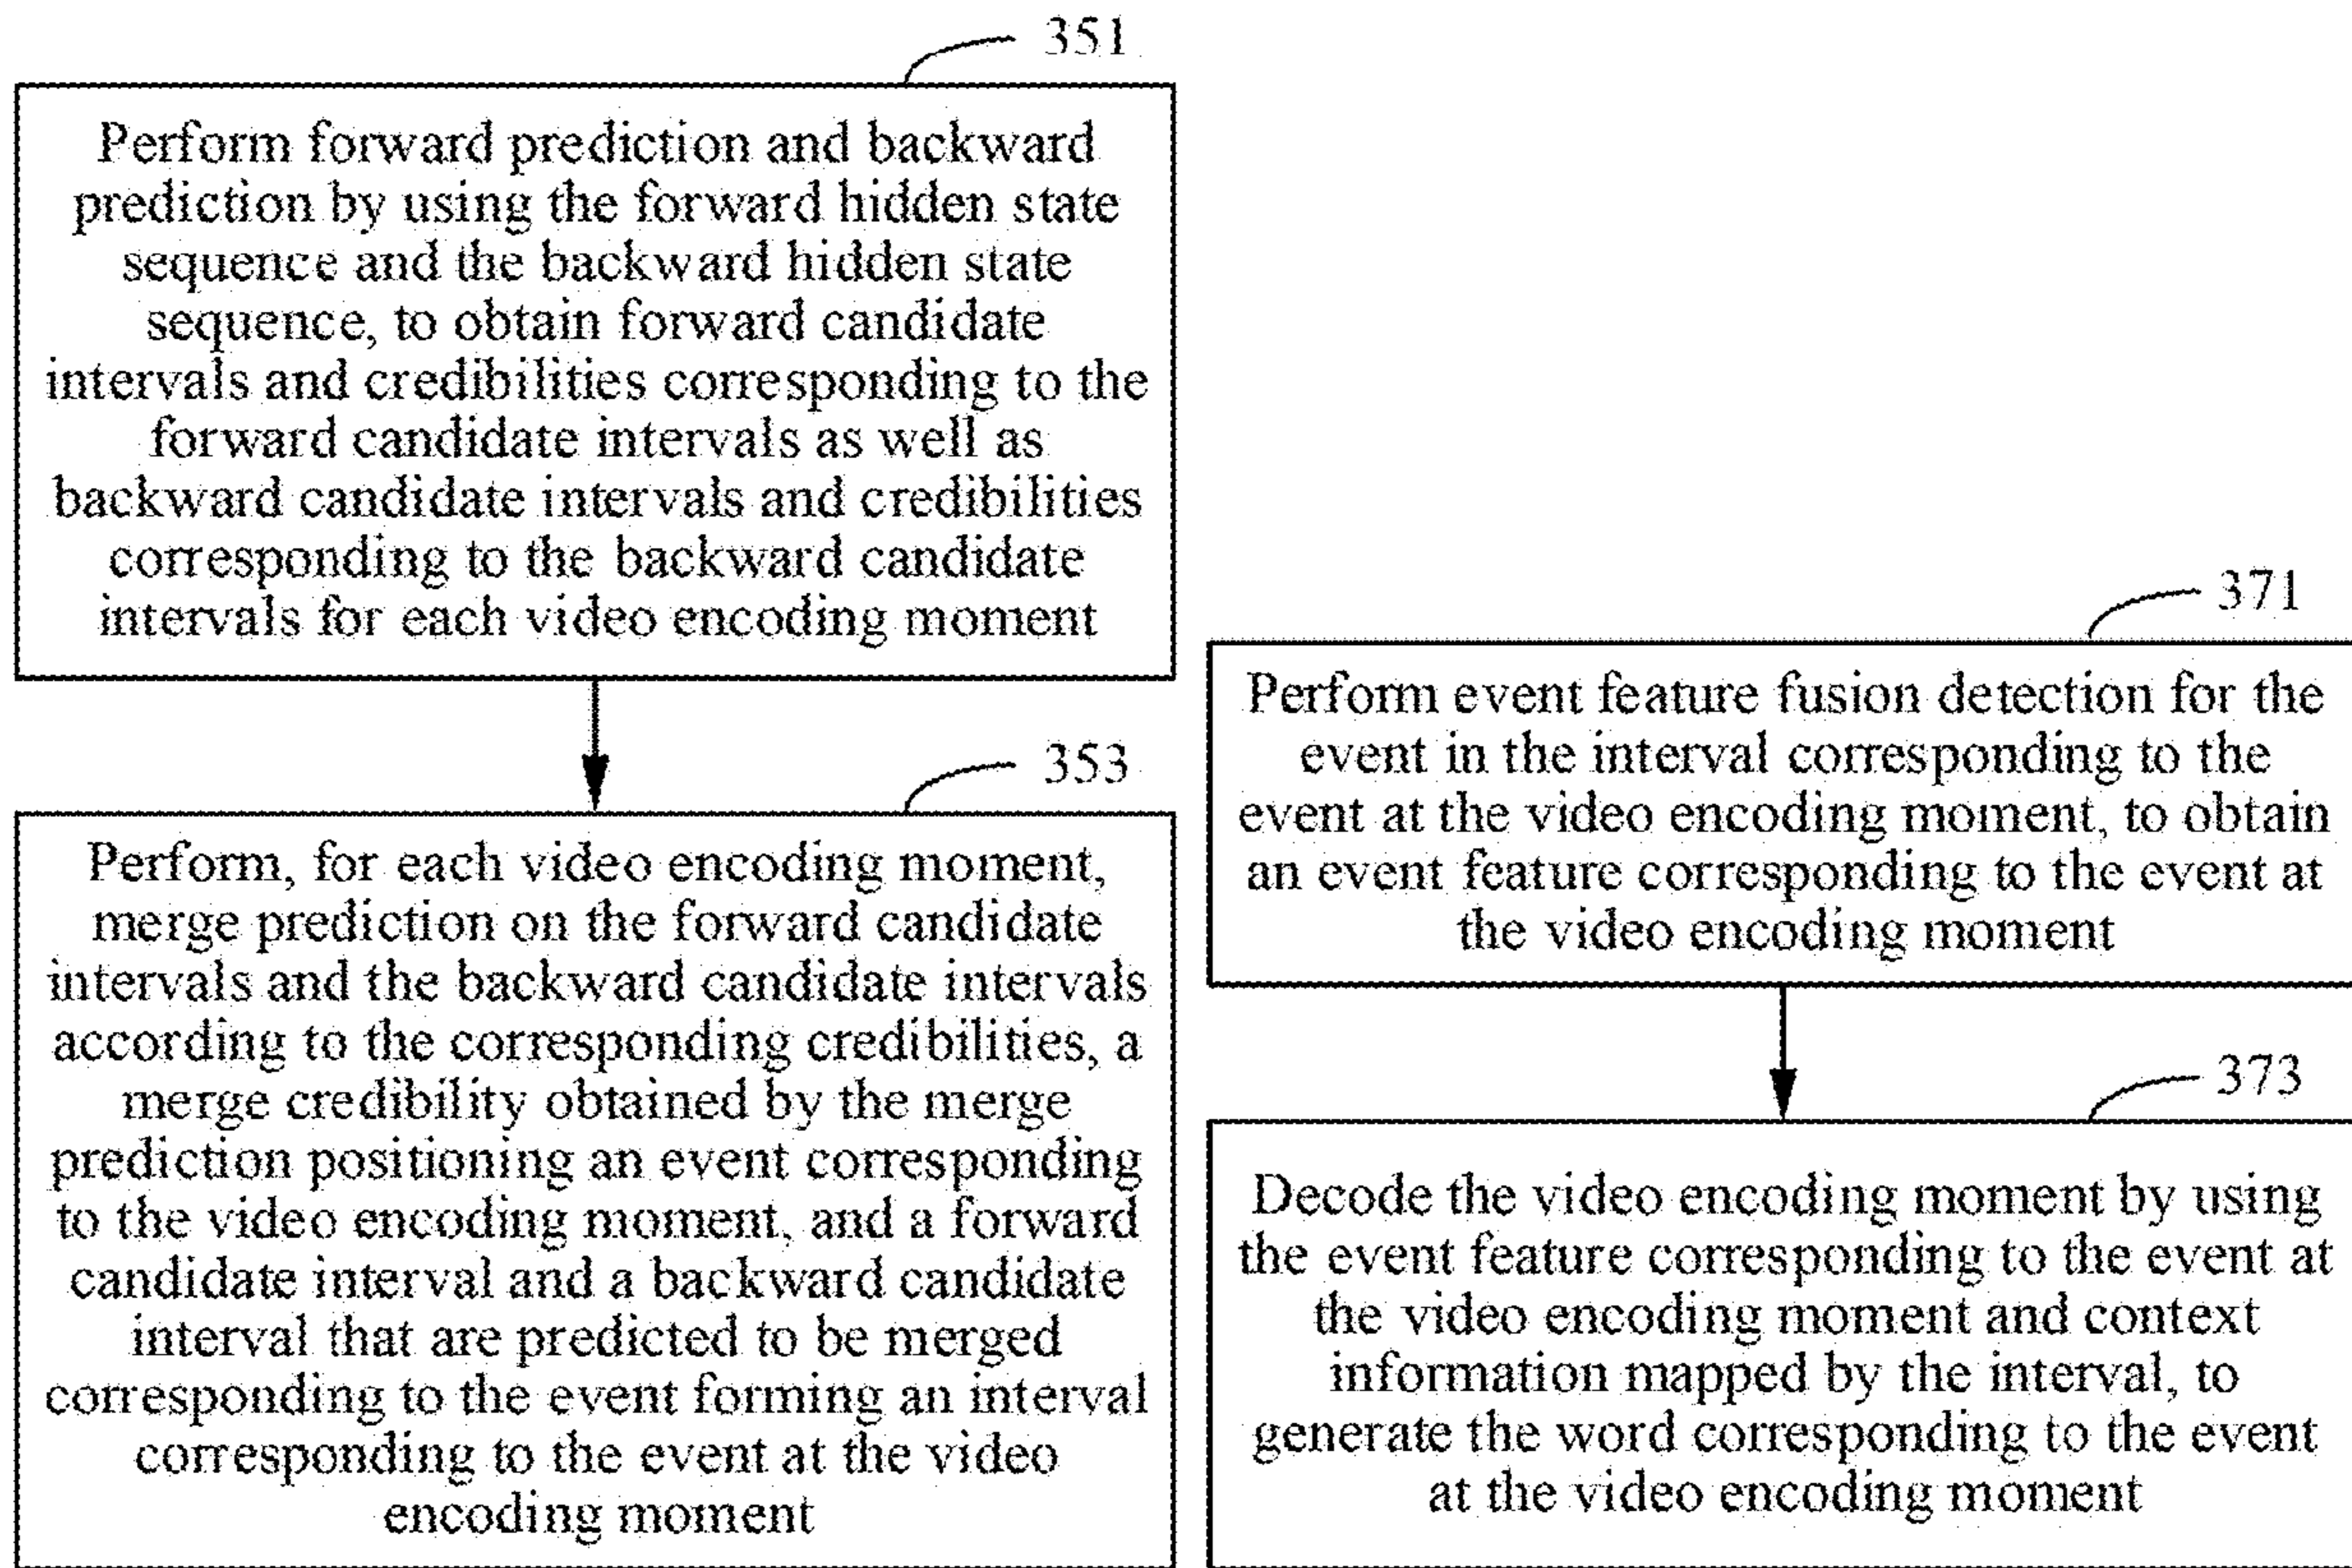 351
Perform forward prediction and backward
prediction by using the forward hidden state
sequence and the backward hidden state
sequence, to obtain forward candidate
intervals and credibilities corresponding to the
forward candidate intervals as well as
backward candidate intervals and credibilities
corresponding to the backward candidate
intervals for each video encoding moment
353
Perform, for each video encoding moment,
merge prediction on the forward candidate
intervals and the backward candidate intervals
according to the corresponding credibilities, a
merge credibility obtained by the merge
prediction positioning an event corresponding
to the video encoding moment, and a forward
candidate interval and a backward candidate
interval that are predicted to be merged
corresponding to the event forming an interval
corresponding to the event at the video
encoding moment
371
Perform event feature fusion detection for the
event in the interval corresponding to the
event at the video encoding moment, to obtain
an event feature corresponding to the event at
the video encoding moment
373
Decode the video encoding moment by using
the event feature corresponding to the event at
the video encoding moment and context
information mapped by the interval, to
generate the word corresponding to the event
at the video encoding moment